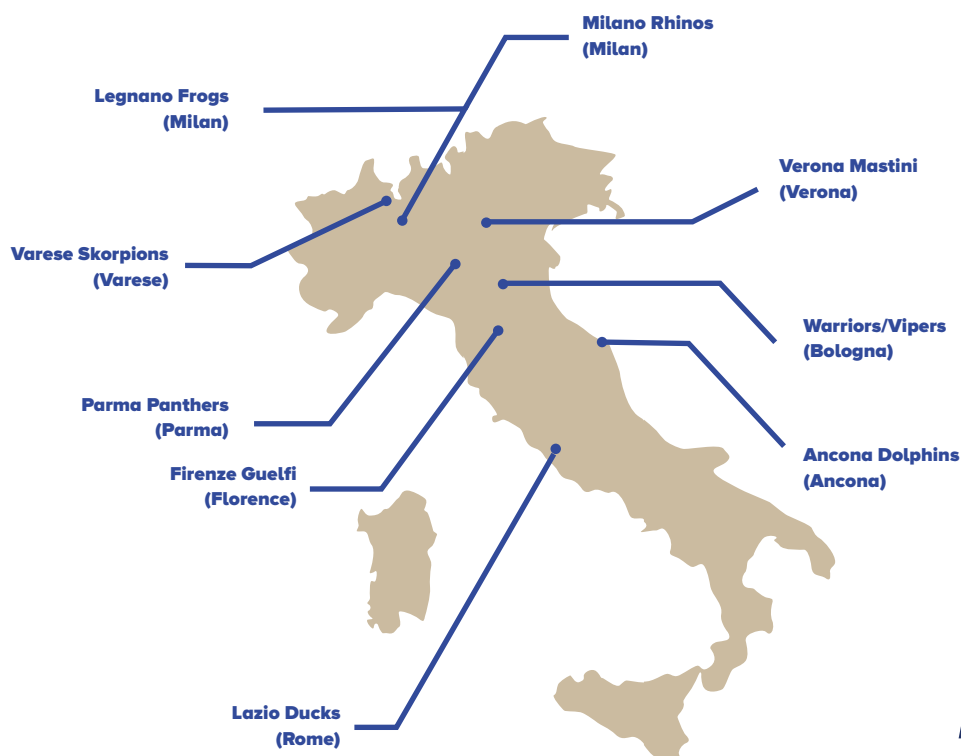 Milano Rhinos
(Milan)
Legnano Frogs
(Milan)
Verona Mastini
(Verona)
Varese Skorpions
(Varese)
Warriors/Vipers
(Bologna)
Parma Panthers
(Parma)
Ancona Dolphins
(Ancona)
Firenze Guelfi
(Florence)
Lazio Ducks
(Rome)